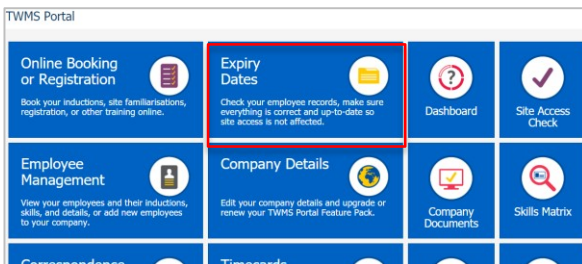 TWMS Portal
Online Booking
or Registration
Book your inductions, site familiarisations,
registration, or other training online.
Expiry
Dates
Check your employee records, make sure
everything is correct and up-to-date so
site access is not affected.
?
Dashboard
Site Access
Check
Employee
Management
View your employees and their inductions,
skills, and details, or add new employees
to your company.
Company Details
Edit your company details and upgrade or
renew your TWMS Portal Feature Pack.
Company
Documents
Skills Matrix
Correspondence
Timecards